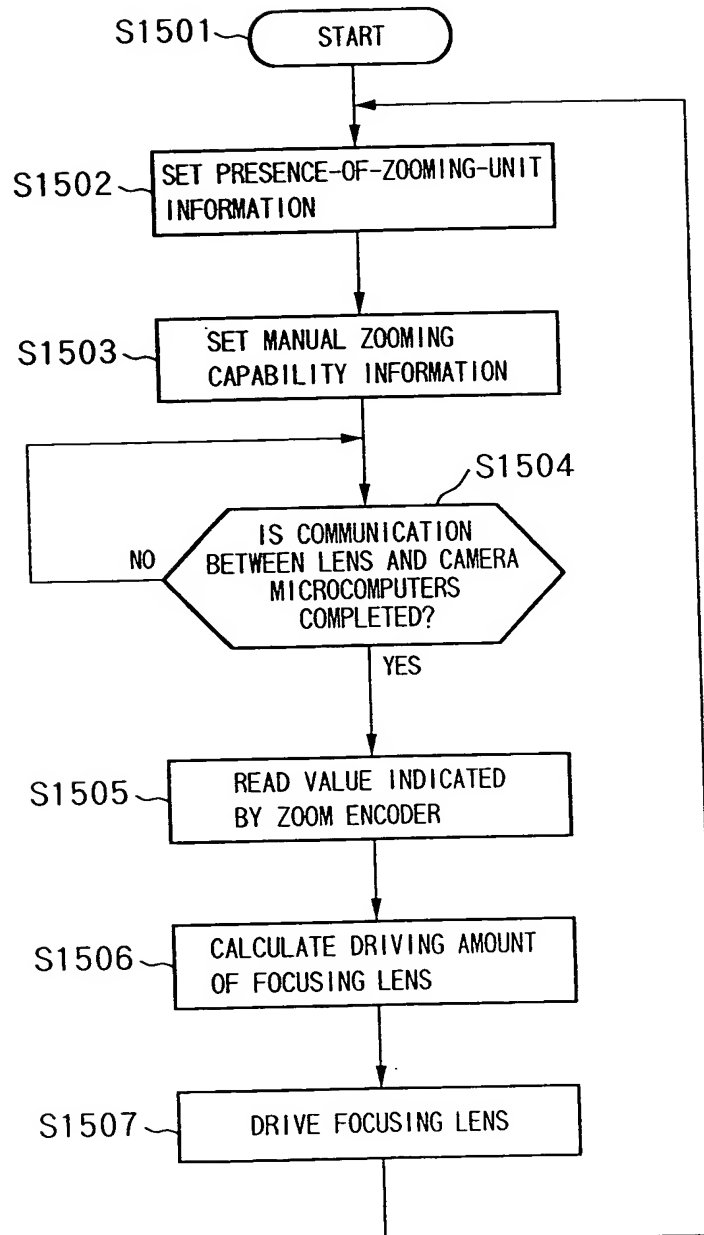 S1501
START
S1502
SET PRESENCE-OF-ZOOMING-UNIT
INFORMATION
S1503
SET MANUAL ZOOMING
CAPABILITY INFORMATION
S1504
IS COMMUNICATION
BETWEEN LENS AND CAMERA
MICROCOMPUTERS
COMPLETED?
NO
YES
S1505
READ VALUE INDICATED
BY ZOOM ENCODER
S1506
CALCULATE DRIVING AMOUNT
OF FOCUSING LENS
S1507
DRIVE FOCUSING LENS